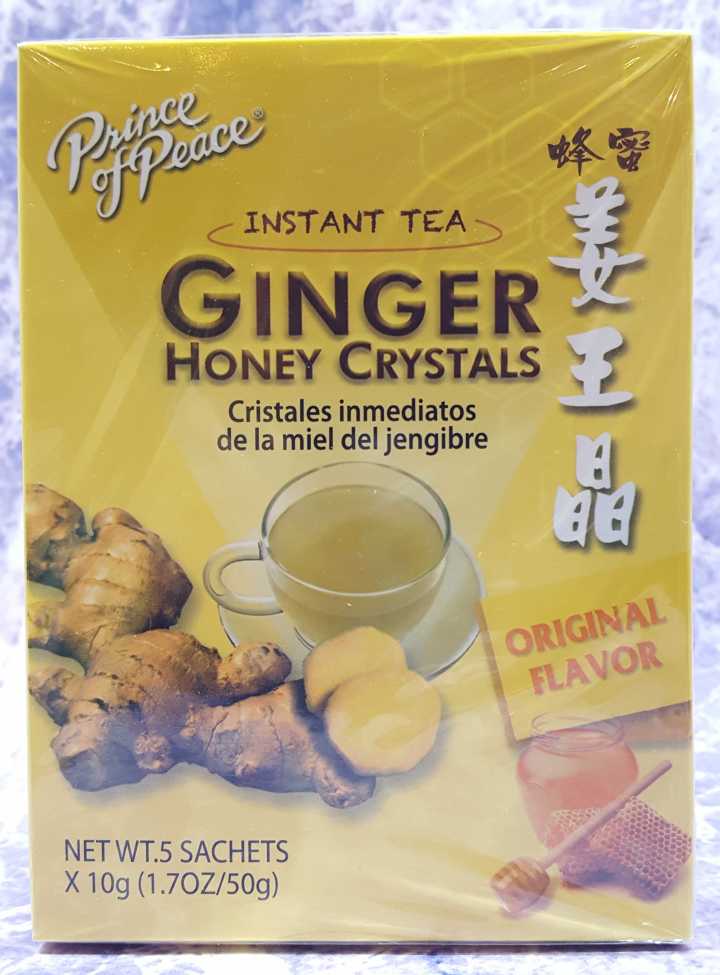 Prince
of Peace®
蜂蜜
姜王晶
INSTANT TEA
GINGER
HONEY CRYSTALS
Cristales inmediatos
de la miel del jengibre
ORIGINAL
FLAVOR
NET WT.5 SACHETS
X 10g (1.7OZ/50g)